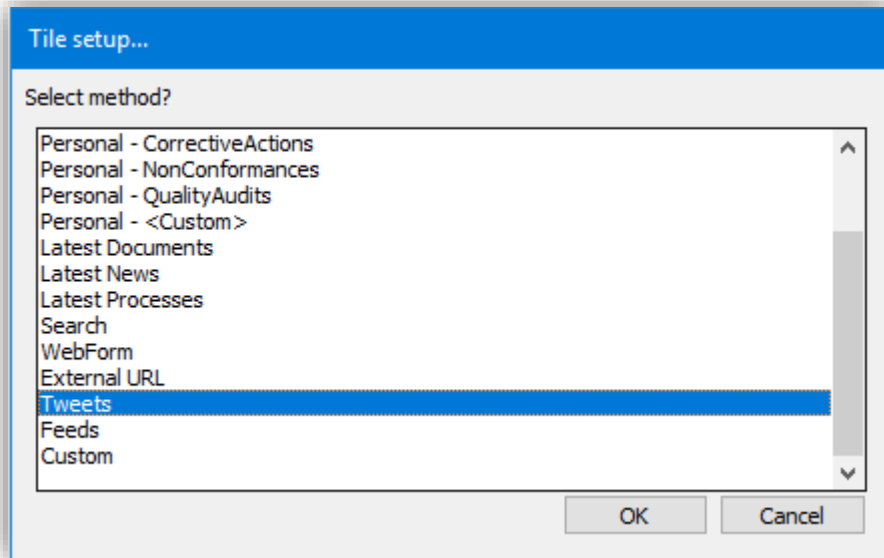 Tile setup...
Select method?
Personal - CorrectiveActions
Personal - NonConformances
Personal - QualityAudits
Personal - <Custom>
Latest Documents
Latest News
Latest Processes
Search
WebForm
External URL
Tweets
Feeds
Custom
OK Cancel